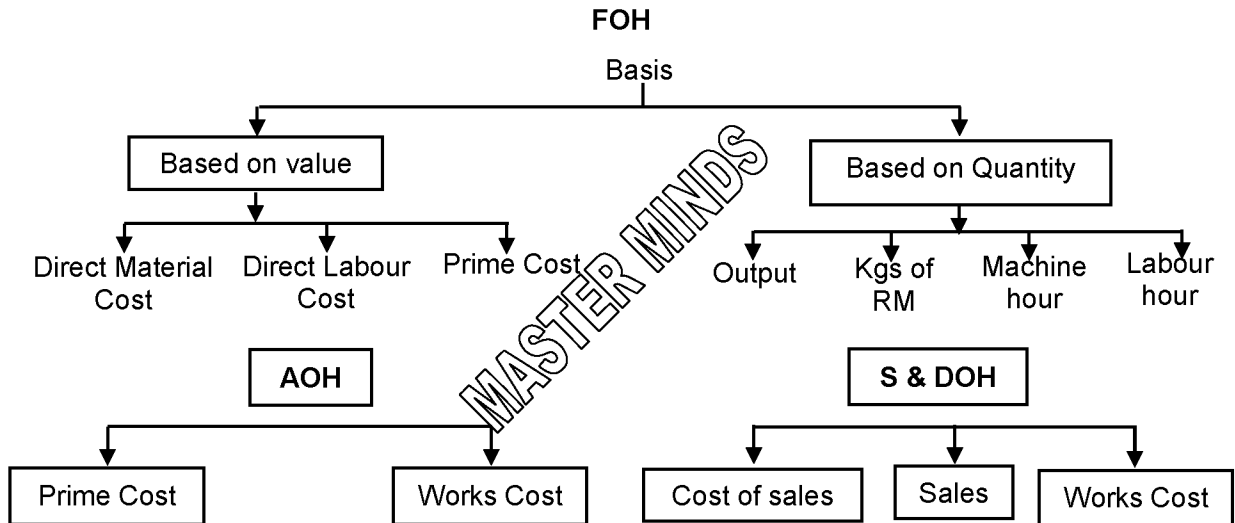 FOH
Basis
Based on value
Based on Quantity
Direct Material
Cost
Direct Labour
Cost
Prime Cost
Output
Kgs of
RM
Machine
hour
Labour
hour
MASTER MINDS
AOH
S & DOH
Prime Cost
Works Cost
Cost of sales
Sales
Works Cost